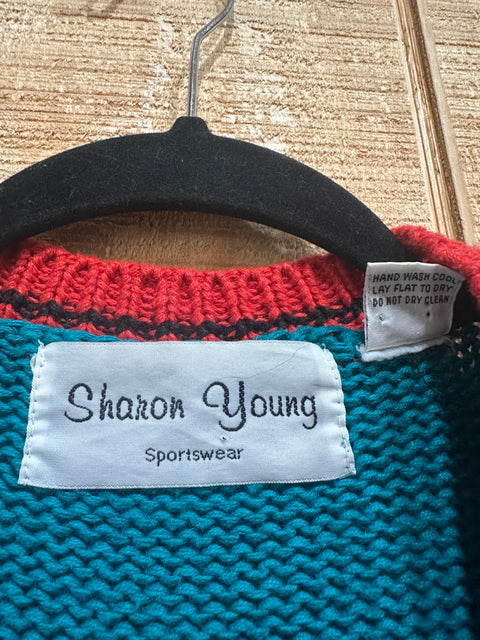 HAND WASH COOL
LAY FLAT TO DRY
DO NOT DRY CLEAN
Sharon Young
Sportswear